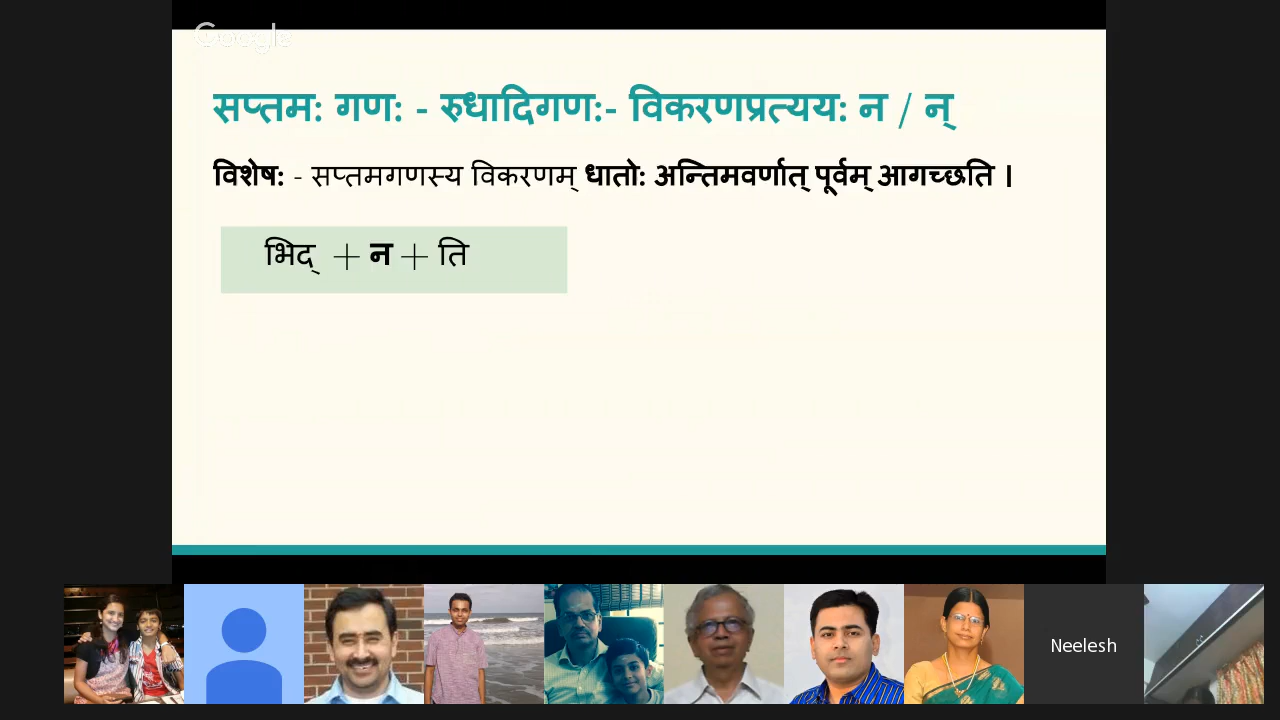 Google
सप्तम: गण: - रुधादिगण:- विकरणप्रत्यय: न / न्
विशेष: - सप्तमगणस्य विकरणम् धातो: अन्तिमवर्णात् पूर्वम् आगच्छति ।
भिद् + न + ति
Neelesh